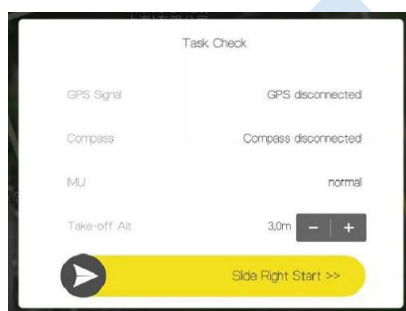 Task Check
GPS Signal GPS disconnected
Compass Compass disconnected
IMU normal
Take-off Alt 3.0m − +
Slide Right Start >>